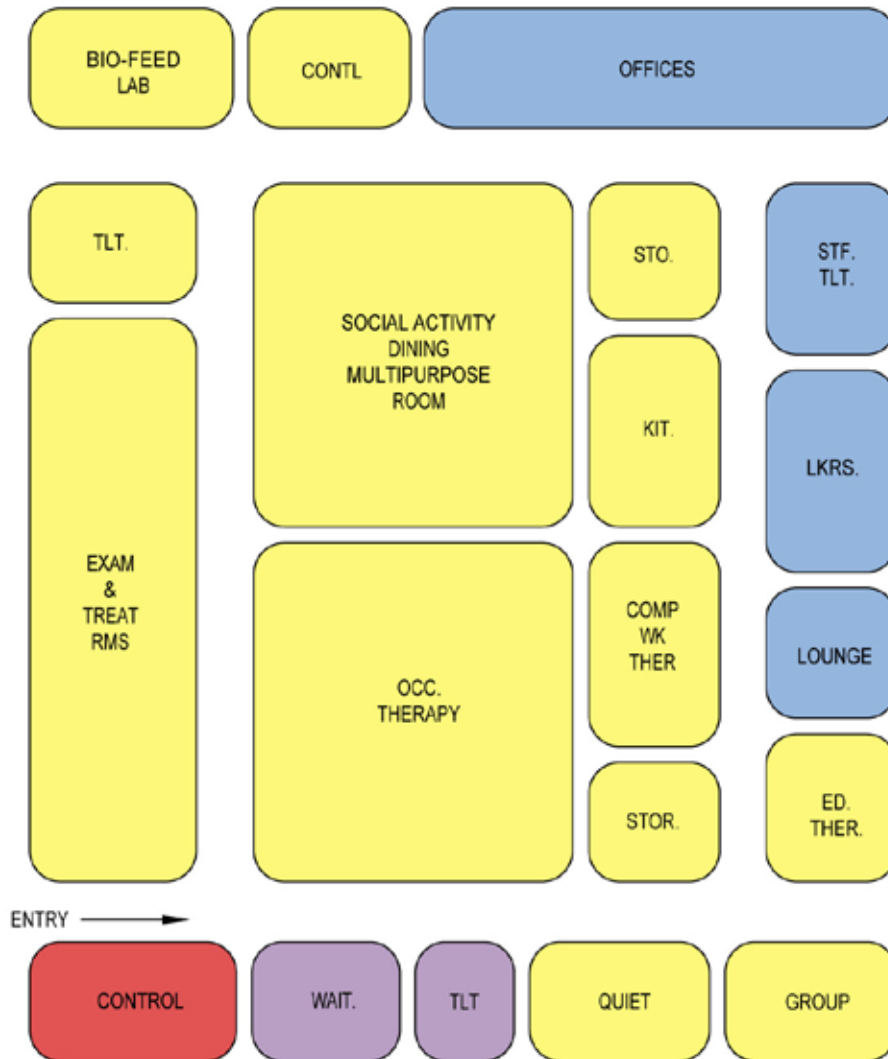 BIO-FEED
LAB
CONTL
OFFICES
TLT.
SOCIAL ACTIVITY
DINING
MULTIPURPOSE
ROOM
STO.
STF.
TLT.
KIT.
LKRS.
EXAM
&
TREAT
RMS
OCC.
THERAPY
COMP
WK
THER
LOUNGE
STOR.
ED.
THER.
ENTRY
CONTROL
WAIT.
TLT
QUIET
GROUP